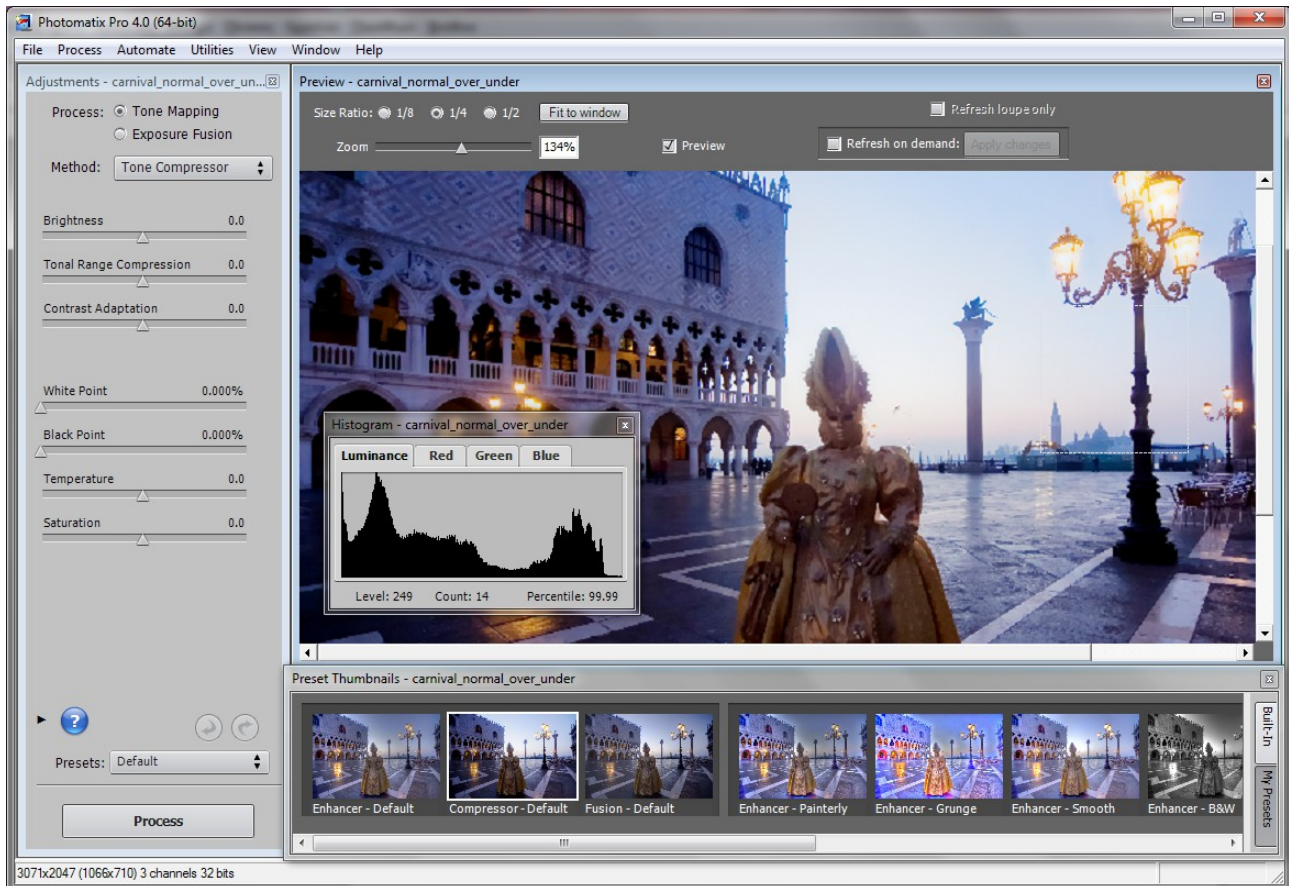 Photomatix Pro 4.0 (64-bit)
File Process Automate Utilities View Window Help
Adjustments - carnival_normal_over_un...
Process: Tone Mapping
Exposure Fusion
Method: Tone Compressor
Brightness 0.0
Tonal Range Compression 0.0
Contrast Adaptation 0.0
White Point 0.000%
Black Point 0.000%
Temperature 0.0
Saturation 0.0
?
Presets: Default
Process
Preview - carnival_normal_over_under
Size Ratio: 1/8 1/4 1/2 Fit to window
Refresh loupe only
Zoom 134% Preview
Refresh on demand: Apply changes
Histogram - carnival_normal_over_under
Luminance Red Green Blue
Level: 249 Count: 14 Percentile: 99.99
Preset Thumbnails - carnival_normal_over_under
Enhancer - Default Compressor - Default Fusion - Default Enhancer - Painterly Enhancer - Grunge Enhancer - Smooth Enhancer - B&W
Built-In
My Presets
3071x2047 (1066x710) 3 channels 32 bits